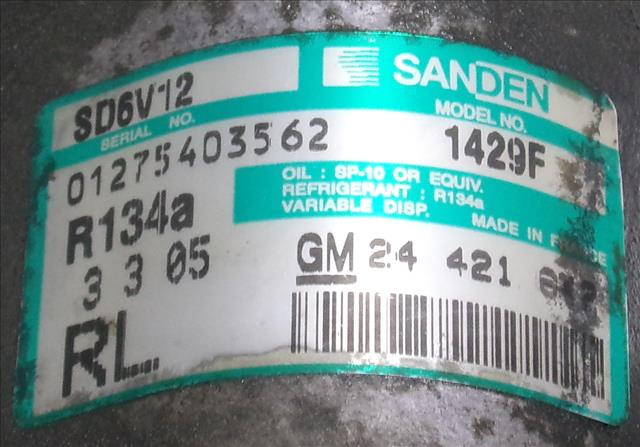 SD6V12
SANDEN
SERIAL NO.
MODEL NO.
01275403562
1429F
OIL : SP-10 OR EQUIV.
REFRIGERANT : R134a
VARIABLE DISP.
MADE IN FRANCE
R134a
3 3 05
GM 24 421
RL